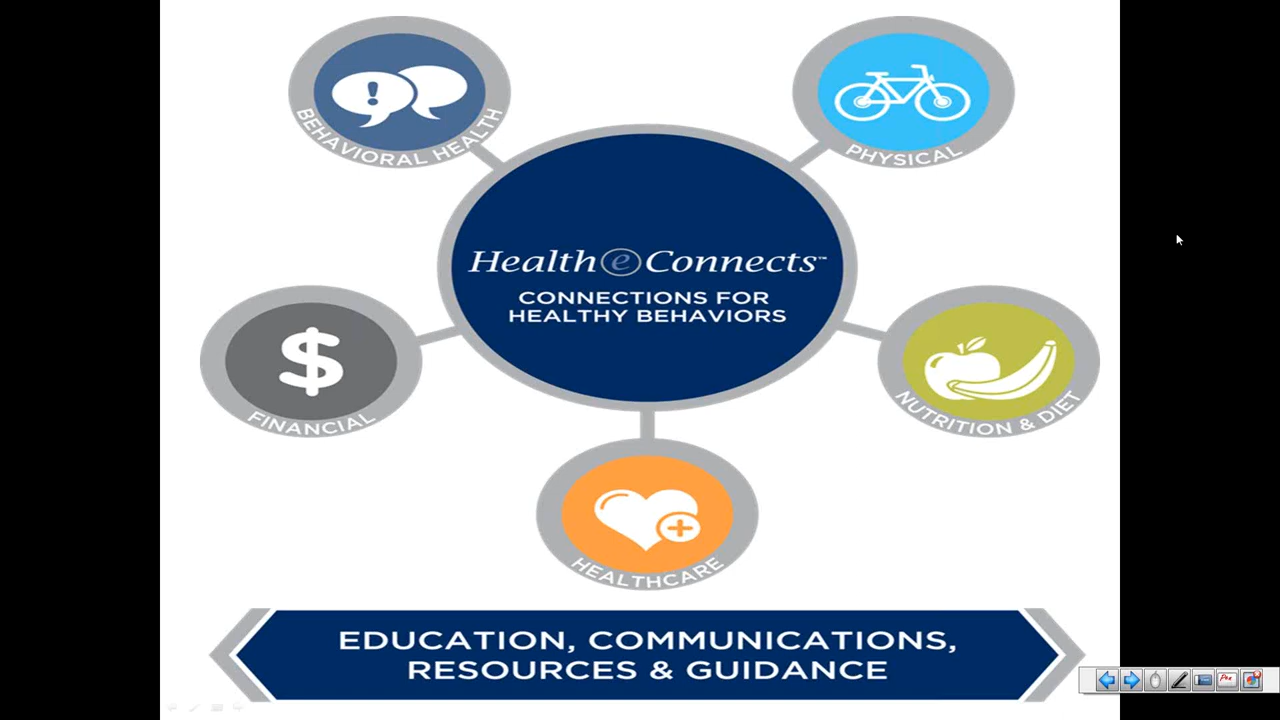 BEHAVIORAL HEALTH
PHYSICAL
Health e Connects™
CONNECTIONS FOR
HEALTHY BEHAVIORS
$
FINANCIAL
NUTRITION & DIET
HEALTHCARE
EDUCATION, COMMUNICATIONS,
RESOURCES & GUIDANCE